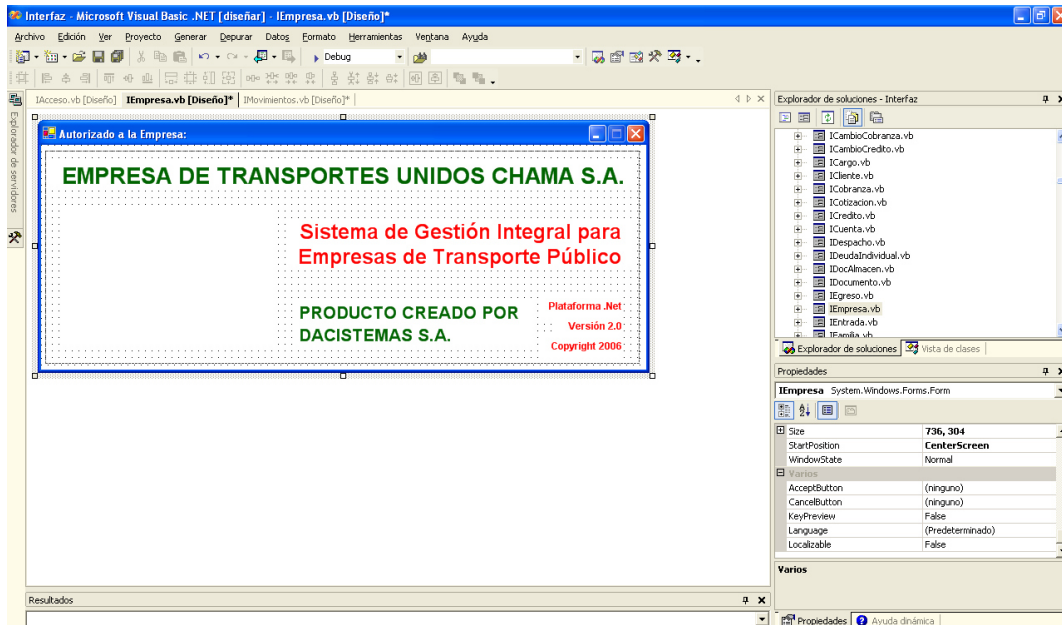 Interfaz - Microsoft Visual Basic .NET [diseñar] - IEmpresa.vb [Diseño]*
Archivo Edición Ver Proyecto Generar Depurar Datos Formato Herramientas Ventana Ayuda
Debug
IAcceso.vb [Diseño] IEmpresa.vb [Diseño]* IMovimientos.vb [Diseño]*
Explorador de servidores
Autorizado a la Empresa:
EMPRESA DE TRANSPORTES UNIDOS CHAMA S.A.
Sistema de Gestión Integral para
Empresas de Transporte Público
PRODUCTO CREADO POR
DACISTEMAS S.A.
Plataforma .Net
Versión 2.0
Copyright 2006
Resultados
Explorador de soluciones - Interfaz
ICambioCobranza.vb
ICambioCredito.vb
ICargo.vb
ICliente.vb
ICobranza.vb
ICotizacion.vb
ICredito.vb
ICuenta.vb
IDespacho.vb
IDeudaIndividual.vb
IDocAlmacen.vb
IDocumento.vb
IEgreso.vb
IEmpresa.vb
IEntrada.vb
IFamilia.vb
Explorador de soluciones Vista de clases
Propiedades
IEmpresa System.Windows.Forms.Form
Size 736, 304
StartPosition CenterScreen
WindowState Normal
Varios
AcceptButton (ninguno)
CancelButton (ninguno)
KeyPreview False
Language (Predeterminado)
Localizable False
Varios
Propiedades Ayuda dinámica